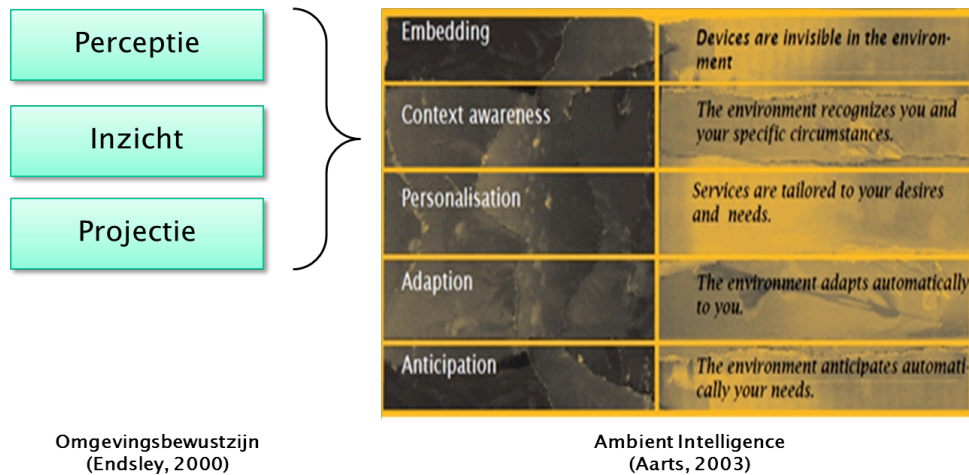 Perceptie
Inzicht
Projectie
Embedding
Devices are invisible in the environ-
ment
Context awareness
The environment recognizes you and
your specific circumstances.
Personalisation
Services are tailored to your desires
and needs.
Adaption
The environment adapts automatically
to you.
Anticipation
The environment anticipates automati-
cally your needs.
Omgevingsbewustzijn
(Endsley, 2000)
Ambient Intelligence
(Aarts, 2003)